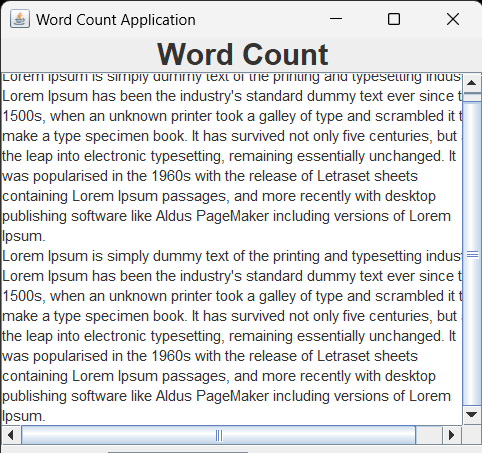 Word Count Application
Word Count
Lorem Ipsum is simply dummy text of the printing and typesetting indus
Lorem Ipsum has been the industry's standard dummy text ever since t
1500s, when an unknown printer took a galley of type and scrambled it t
make a type specimen book. It has survived not only five centuries, but
the leap into electronic typesetting, remaining essentially unchanged. It
was popularised in the 1960s with the release of Letraset sheets
containing Lorem Ipsum passages, and more recently with desktop
publishing software like Aldus PageMaker including versions of Lorem
Ipsum.
Lorem Ipsum is simply dummy text of the printing and typesetting indus
Lorem Ipsum has been the industry's standard dummy text ever since t
1500s, when an unknown printer took a galley of type and scrambled it t
make a type specimen book. It has survived not only five centuries, but
the leap into electronic typesetting, remaining essentially unchanged. It
was popularised in the 1960s with the release of Letraset sheets
containing Lorem Ipsum passages, and more recently with desktop
publishing software like Aldus PageMaker including versions of Lorem
Ipsum.